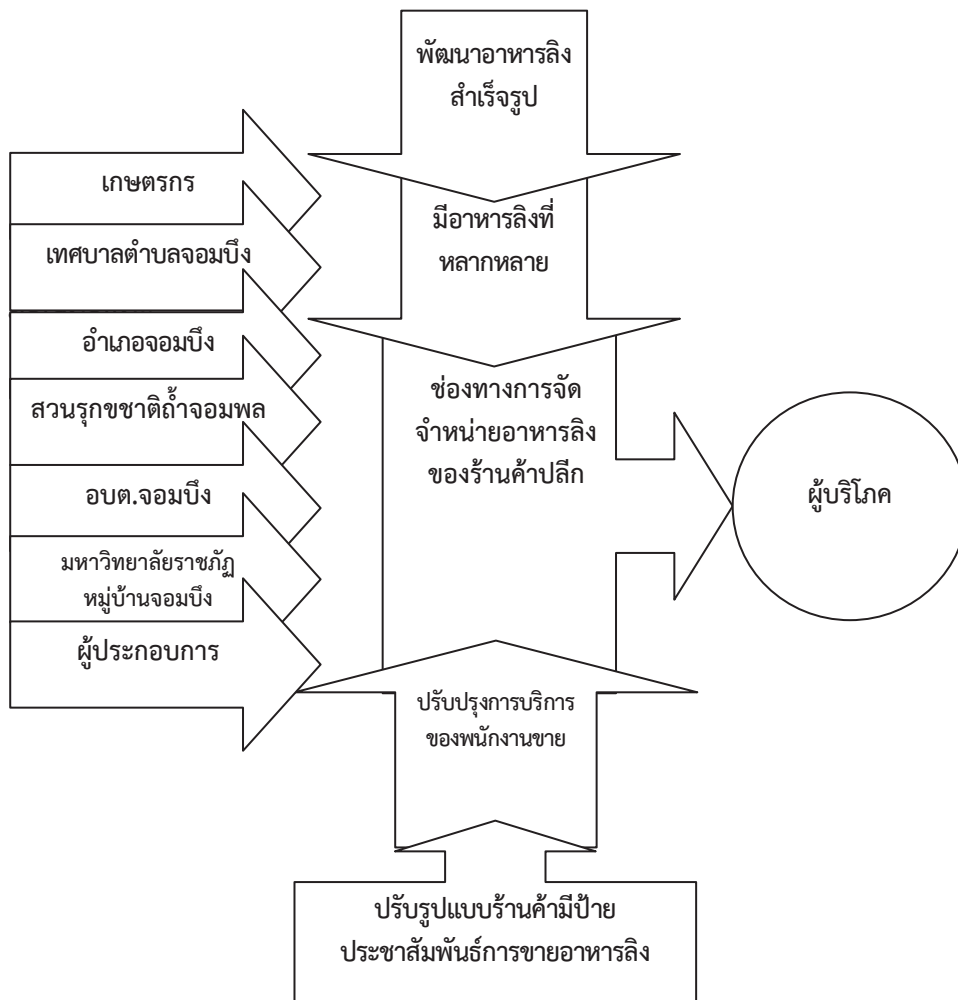 พัฒนาอาหารลิง
สำเร็จรูป
เกษตรกร
มีอาหารลิงที่
หลากหลาย
เทศบาลตำบลจอมบึง
อำเภอจอมบึง
สวนรุกขชาติถ้ำจอมพล
อบต.จอมบึง
มหาวิทยาลัยราชภัฏ
หมู่บ้านจอมบึง
ผู้ประกอบการ
ช่องทางการจัด
จำหน่ายอาหารลิง
ของร้านค้าปลีก
ผู้บริโภค
ปรับปรุงการบริการ
ของพนักงานขาย
ปรับรูปแบบร้านค้ามีป้าย
ประชาสัมพันธ์การขายอาหารลิง